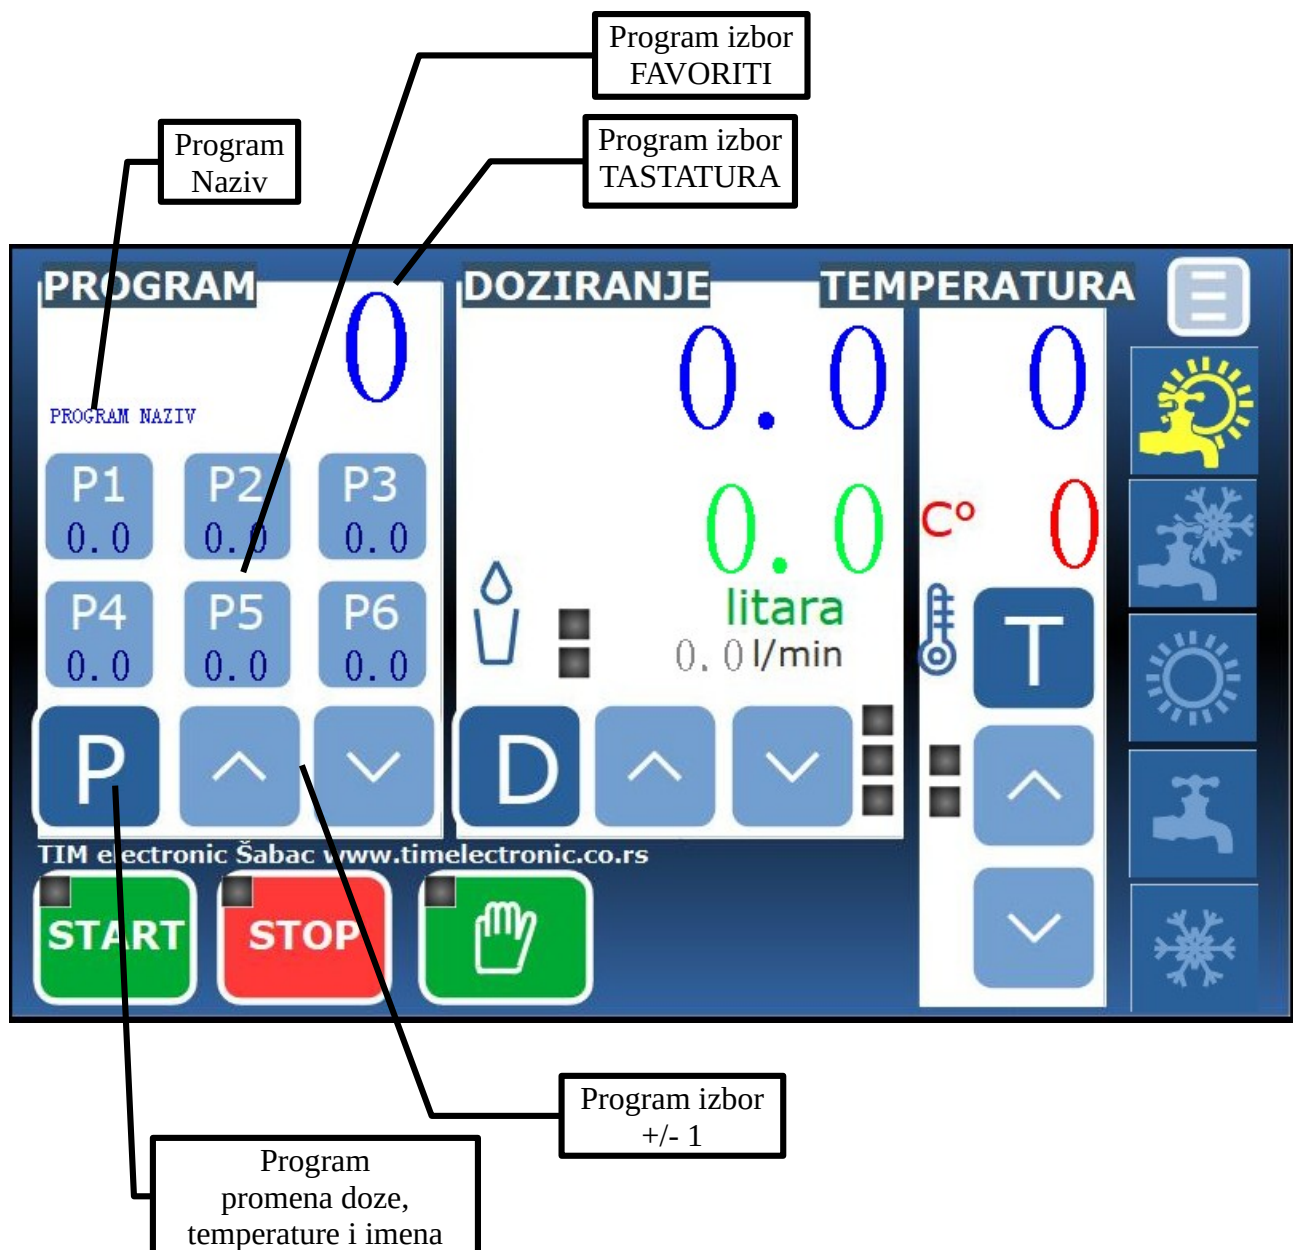 Program izbor
FAVORITI
Program izbor
TASTATURA
Program
Naziv
PROGRAM
DOZIRANJE
TEMPERATURA
0
0.0
0
PROGRAM NAZIV
P1
P2
P3
0.0
0.0
0.0
0.0
C°
0
P4
P5
P6
0.0
0.0
0.0
litara
0.0 l/min
T
P
D
TIM electronic Šabac www.timelectronic.co.rs
START
STOP
Program izbor
+/- 1
Program
promena doze,
temperature i imena